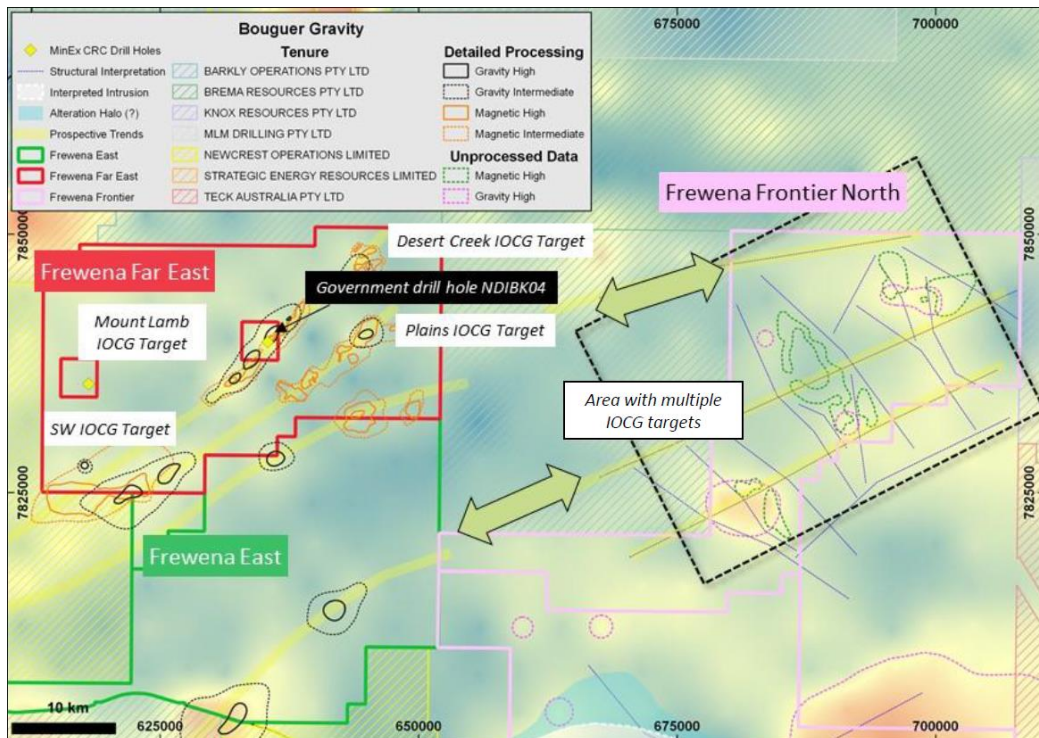 675000
700000
Bouguer Gravity
MinEx CRC Drill Holes
Structural Interpretation
Interpreted Intrusion
Alteration Halo (?)
Prospective Trends
Frewena East
Frewena Far East
Frewena Frontier
Tenure
BARKLY OPERATIONS PTY LTD
BREMA RESOURCES PTY LTD
KNOX RESOURCES PTY LTD
MLM DRILLING PTY LTD
NEWCREST OPERATIONS LIMITED
STRATEGIC ENERGY RESOURCES LIMITED
TECK AUSTRALIA PTY LTD
Detailed Processing
Gravity High
Gravity Intermediate
Magnetic High
Magnetic Intermediate
Unprocessed Data
Magnetic High
Gravity High
Frewena Frontier North
7850000
7850000
Desert Creek IOCG Target
Frewena Far East
Government drill hole NDIBK04
Mount Lamb
IOCG Target
Plains IOCG Target
Area with multiple
IOCG targets
SW IOCG Target
7825000
7825000
Frewena East
10 km
625000
650000
675000
700000